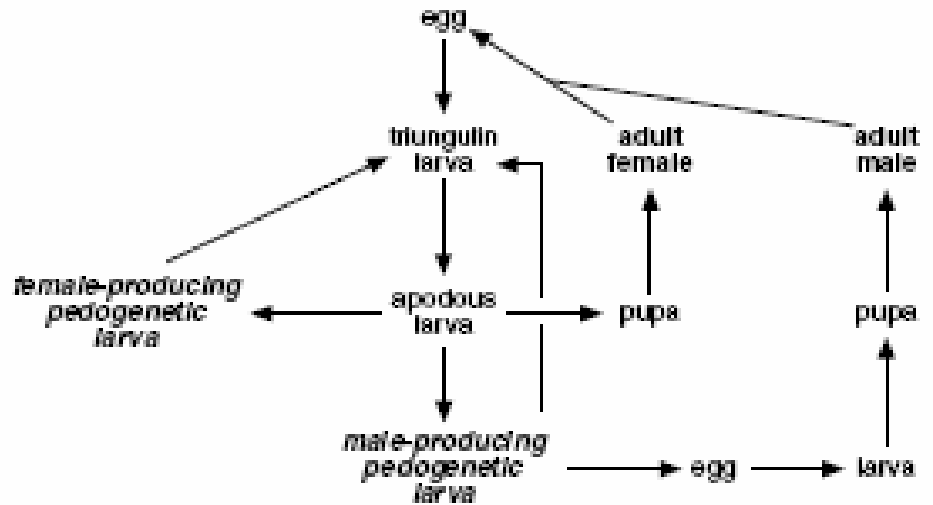 egg
triungulin
larva
adult
female
adult
male
female-producing
pedogenetic
larva
apodous
larva
pupa
pupa
male-producing
pedogenetic
larva
egg
larva